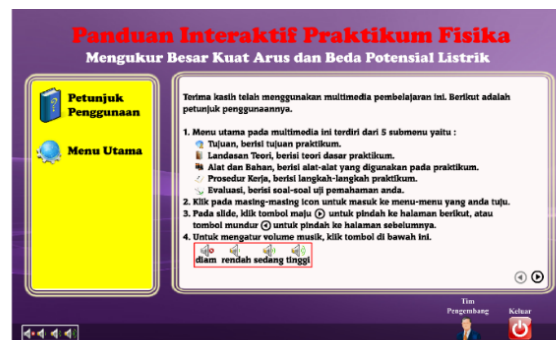 Panduan Interaktif Praktikum Fisika
Mengukur Besar Kuat Arus dan Beda Potensial Listrik
Petunjuk
Penggunaan
Menu Utama
Terima kasih telah menggunakan multimedia pembelajaran ini. Berikut adalah
petunjuk penggunaannya.
1. Menu utama pada multimedia ini terdiri dari 5 submenu yaitu :
Tujuan, berisi tujuan praktikum.
Landasan Teori, berisi teori dasar praktikum.
Alat dan Bahan, berisi alat-alat yang digunakan pada praktikum.
Prosedur Kerja, berisi langkah-langkah praktikum.
Evaluasi, berisi soal-soal uji pemahaman anda.
2. Klik pada masing-masing icon untuk masuk ke menu-menu yang anda tuju.
3. Pada slide, klik tombol maju untuk pindah ke halaman berikut, atau
tombol mundur untuk pindah ke halaman sebelumnya.
4. Untuk mengatur volume musik, klik tombol di bawah ini.
diam rendah sedang tinggi
Tim
Pengembang
Keluar